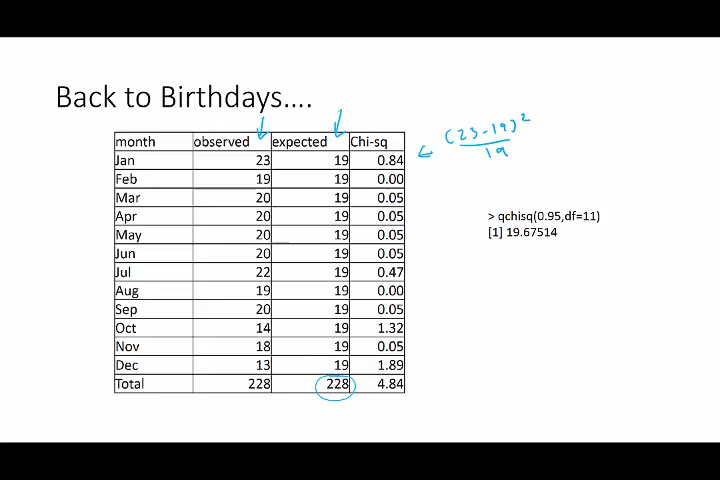 Back to Birthdays....
month observed expected Chi-sq
Jan 23 19 0.84
Feb 19 19 0.00
Mar 20 19 0.05
Apr 20 19 0.05
May 20 19 0.05
Jun 20 19 0.05
Jul 22 19 0.47
Aug 19 19 0.00
Sep 20 19 0.05
Oct 14 19 1.32
Nov 18 19 0.05
Dec 13 19 1.89
Total 228 228 4.84
(23-19)²
19
> qchisq(0.95,df=11)
[1] 19.67514